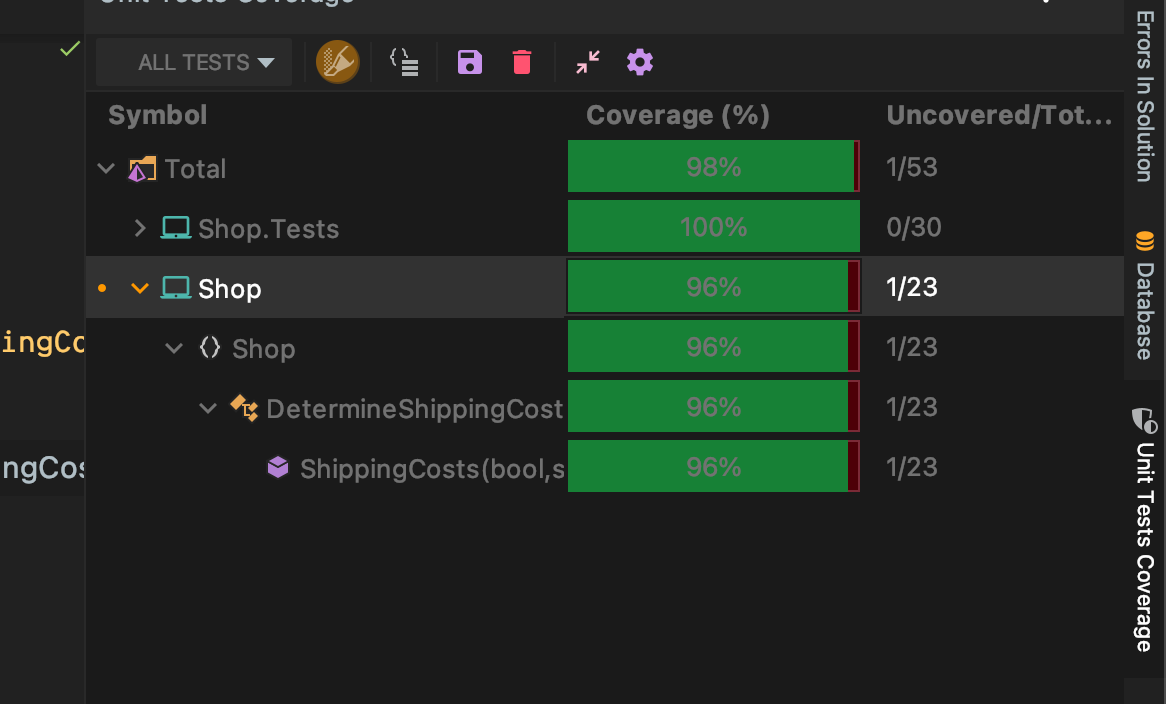 Unit Tests Coverage
ALL TESTS
Symbol Coverage (%) Uncovered/Tot...
Total 98% 1/53
Shop.Tests 100% 0/30
Shop 96% 1/23
Shop 96% 1/23
DetermineShippingCost 96% 1/23
ShippingCosts(bool,s 96% 1/23
ingCo
ngCos
Errors In Solution
Database
Unit Tests Coverage